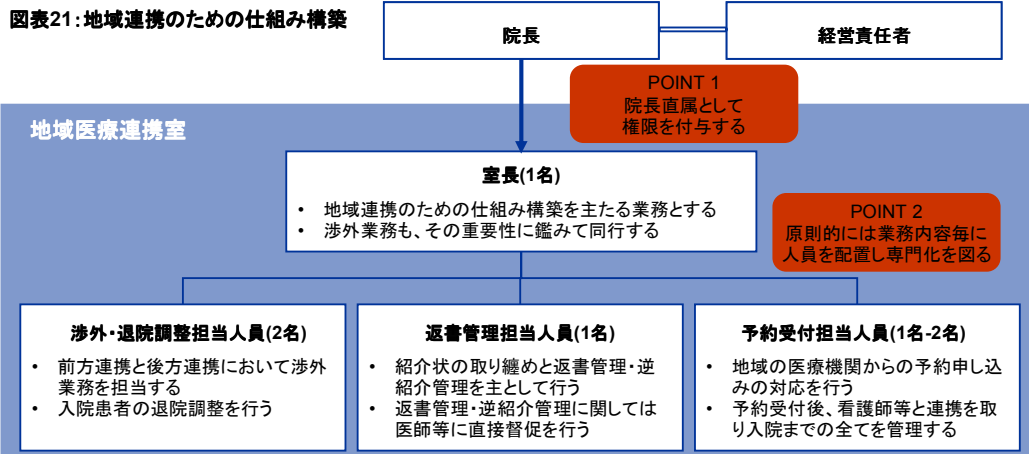 図表21：地域連携のための仕組み構築
院長
経営責任者
POINT 1
院長直属として
権限を付与する
地域医療連携室
室長(1名)
• 地域連携のための仕組み構築を主たる業務とする
• 渉外業務も、その重要性に鑑みて同行する
POINT 2
原則的には業務内容毎に
人員を配置し専門化を図る
渉外・退院調整担当人員(2名)
• 前方連携と後方連携において渉外
業務を担当する
• 入院患者の退院調整を行う
返書管理担当人員(1名)
• 紹介状の取り纏めと返書管理・逆
紹介管理を主として行う
• 返書管理・逆紹介管理に関しては
医師等に直接督促を行う
予約受付担当人員(1名-2名)
• 地域の医療機関からの予約申し込
みの対応を行う
• 予約受付後、看護師等と連携を取
り入院までの全てを管理する